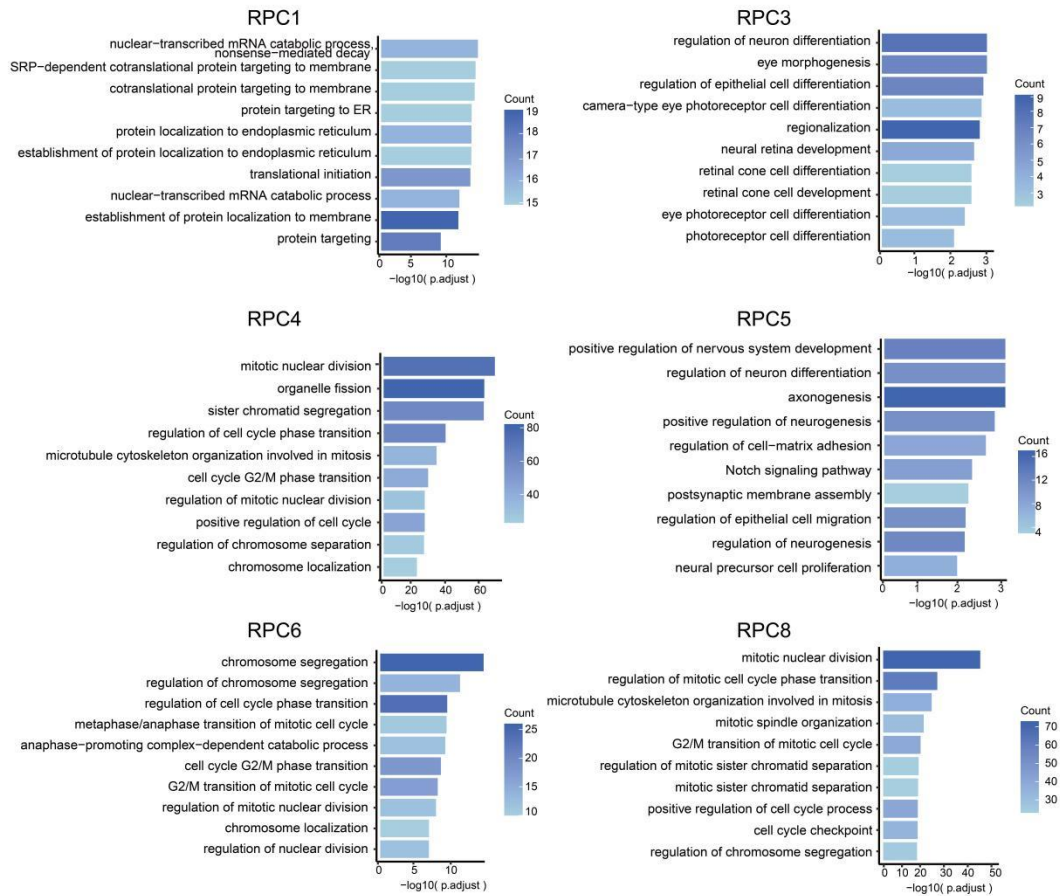 RPC1
nuclear-transcribed mRNA catabolic process,
nonsense-mediated decay
SRP-dependent cotranslational protein targeting to membrane
cotranslational protein targeting to membrane
protein targeting to ER
protein localization to endoplasmic reticulum
establishment of protein localization to endoplasmic reticulum
translational initiation
nuclear-transcribed mRNA catabolic process
establishment of protein localization to membrane
protein targeting
0 5 10
−log10( p.adjust )
Count
19
18
17
16
15
RPC3
regulation of neuron differentiation
eye morphogenesis
regulation of epithelial cell differentiation
camera-type eye photoreceptor cell differentiation
regionalization
neural retina development
retinal cone cell differentiation
retinal cone cell development
eye photoreceptor cell differentiation
photoreceptor cell differentiation
0 1 2 3
−log10( p.adjust )
Count
9
8
7
6
5
4
3
RPC4
mitotic nuclear division
organelle fission
sister chromatid segregation
regulation of cell cycle phase transition
microtubule cytoskeleton organization involved in mitosis
cell cycle G2/M phase transition
regulation of mitotic nuclear division
positive regulation of cell cycle
regulation of chromosome separation
chromosome localization
0 20 40 60
−log10( p.adjust )
Count
80
60
40
RPC5
positive regulation of nervous system development
regulation of neuron differentiation
axonogenesis
positive regulation of neurogenesis
regulation of cell-matrix adhesion
Notch signaling pathway
postsynaptic membrane assembly
regulation of epithelial cell migration
regulation of neurogenesis
neural precursor cell proliferation
0 1 2 3
−log10( p.adjust )
Count
16
12
8
4
RPC6
chromosome segregation
regulation of chromosome segregation
regulation of cell cycle phase transition
metaphase/anaphase transition of mitotic cell cycle
anaphase-promoting complex-dependent catabolic process
cell cycle G2/M phase transition
G2/M transition of mitotic cell cycle
regulation of mitotic nuclear division
chromosome localization
regulation of nuclear division
0 5 10
−log10( p.adjust )
Count
25
20
15
10
RPC8
mitotic nuclear division
regulation of mitotic cell cycle phase transition
microtubule cytoskeleton organization involved in mitosis
mitotic spindle organization
G2/M transition of mitotic cell cycle
regulation of mitotic sister chromatid separation
mitotic sister chromatid separation
positive regulation of cell cycle process
cell cycle checkpoint
regulation of chromosome segregation
0 10 20 30 40 50
−log10( p.adjust )
Count
70
60
50
40
30